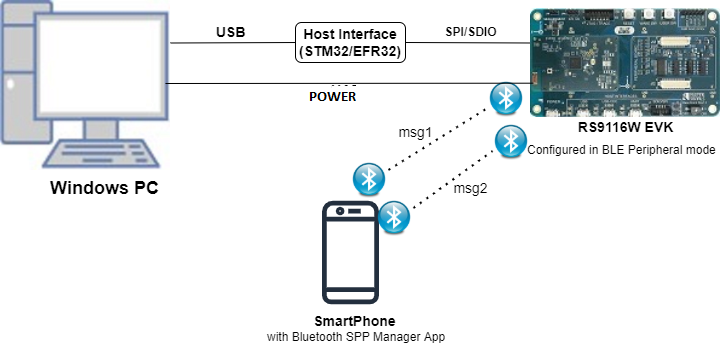 USB
Host Interface
(STM32/EFR32)
SPI/SDIO
POWER
RS9116W EVK
Configured in BLE Peripheral mode
msg1
msg2
Windows PC
SmartPhone
with Bluetooth SPP Manager App